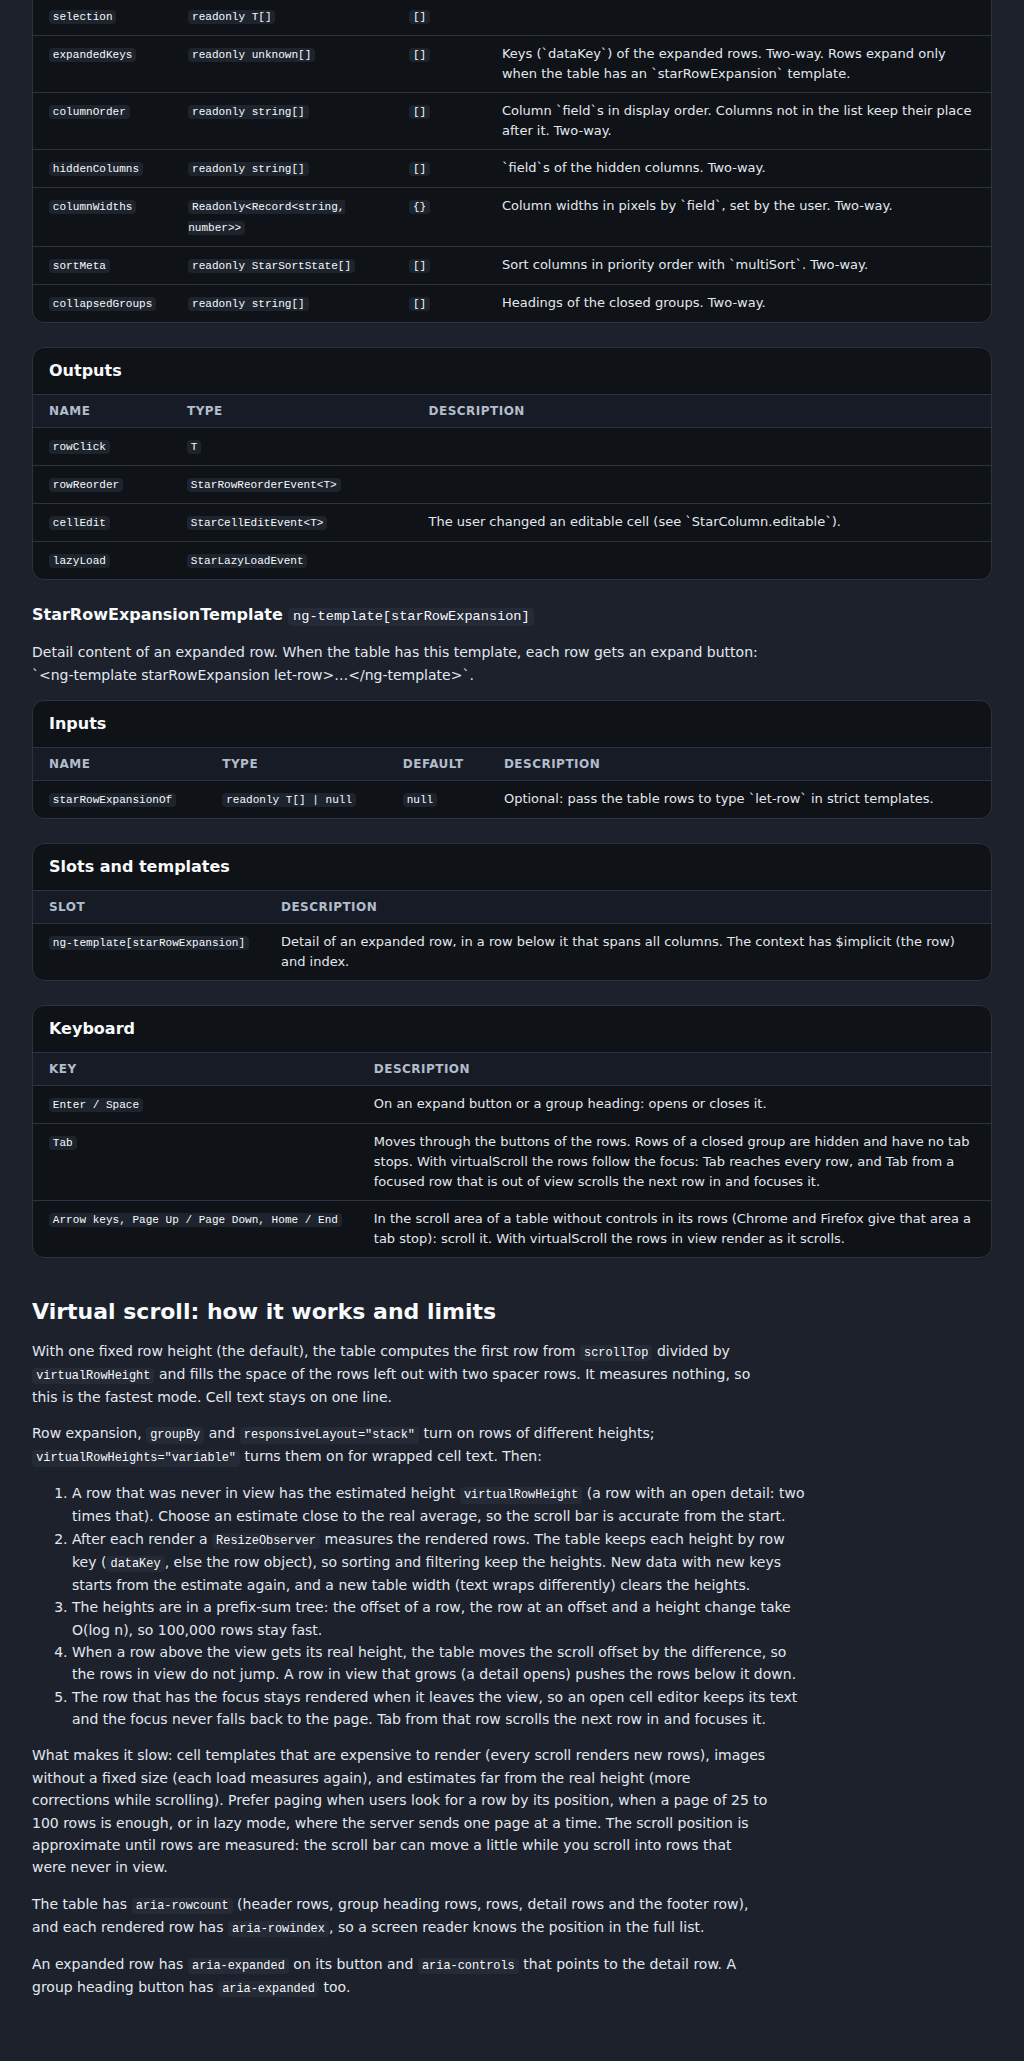 selection readonly T[] []
expandedKeys readonly unknown[] [] Keys (`dataKey`) of the expanded rows. Two-way. Rows expand only
when the table has an `starRowExpansion` template.
columnOrder readonly string[] [] Column `field`s in display order. Columns not in the list keep their place
after it. Two-way.
hiddenColumns readonly string[] [] `field`s of the hidden columns. Two-way.
columnWidths Readonly<Record<string, {} Column widths in pixels by `field`, set by the user. Two-way.
number>>
sortMeta readonly StarSortState[] [] Sort columns in priority order with `multiSort`. Two-way.
collapsedGroups readonly string[] [] Headings of the closed groups. Two-way.
Outputs
NAME TYPE DESCRIPTION
rowClick T
rowReorder StarRowReorderEvent<T>
cellEdit StarCellEditEvent<T> The user changed an editable cell (see `StarColumn.editable`).
lazyLoad StarLazyLoadEvent
StarRowExpansionTemplate ng-template[starRowExpansion]
Detail content of an expanded row. When the table has this template, each row gets an expand button:
`<ng-template starRowExpansion let-row>…</ng-template>`.
Inputs
NAME TYPE DEFAULT DESCRIPTION
starRowExpansionOf readonly T[] | null null Optional: pass the table rows to type `let-row` in strict templates.
Slots and templates
SLOT DESCRIPTION
ng-template[starRowExpansion] Detail of an expanded row, in a row below it that spans all columns. The context has $implicit (the row)
and index.
Keyboard
KEY DESCRIPTION
Enter / Space On an expand button or a group heading: opens or closes it.
Tab Moves through the buttons of the rows. Rows of a closed group are hidden and have no tab
stops. With virtualScroll the rows follow the focus: Tab reaches every row, and Tab from a
focused row that is out of view scrolls the next row in and focuses it.
Arrow keys, Page Up / Page Down, Home / End In the scroll area of a table without controls in its rows (Chrome and Firefox give that area a
tab stop): scroll it. With virtualScroll the rows in view render as it scrolls.
Virtual scroll: how it works and limits
With one fixed row height (the default), the table computes the first row from scrollTop divided by
virtualRowHeight and fills the space of the rows left out with two spacer rows. It measures nothing, so
this is the fastest mode. Cell text stays on one line.
Row expansion, groupBy and responsiveLayout="stack" turn on rows of different heights;
virtualRowHeights="variable" turns them on for wrapped cell text. Then:
1. A row that was never in view has the estimated height virtualRowHeight (a row with an open detail: two
times that). Choose an estimate close to the real average, so the scroll bar is accurate from the start.
2. After each render a ResizeObserver measures the rendered rows. The table keeps each height by row
key (dataKey, else the row object), so sorting and filtering keep the heights. New data with new keys
starts from the estimate again, and a new table width (text wraps differently) clears the heights.
3. The heights are in a prefix-sum tree: the offset of a row, the row at an offset and a height change take
O(log n), so 100,000 rows stay fast.
4. When a row above the view gets its real height, the table moves the scroll offset by the difference, so
the rows in view do not jump. A row in view that grows (a detail opens) pushes the rows below it down.
5. The row that has the focus stays rendered when it leaves the view, so an open cell editor keeps its text
and the focus never falls back to the page. Tab from that row scrolls the next row in and focuses it.
What makes it slow: cell templates that are expensive to render (every scroll renders new rows), images
without a fixed size (each load measures again), and estimates far from the real height (more
corrections while scrolling). Prefer paging when users look for a row by its position, when a page of 25 to
100 rows is enough, or in lazy mode, where the server sends one page at a time. The scroll position is
approximate until rows are measured: the scroll bar can move a little while you scroll into rows that
were never in view.
The table has aria-rowcount (header rows, group heading rows, rows, detail rows and the footer row),
and each rendered row has aria-rowindex, so a screen reader knows the position in the full list.
An expanded row has aria-expanded on its button and aria-controls that points to the detail row. A
group heading button has aria-expanded too.